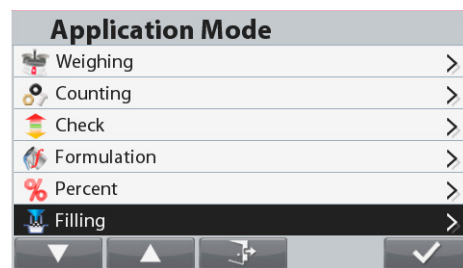 Application Mode
Weighing
Counting
Check
Formulation
Percent
Filling